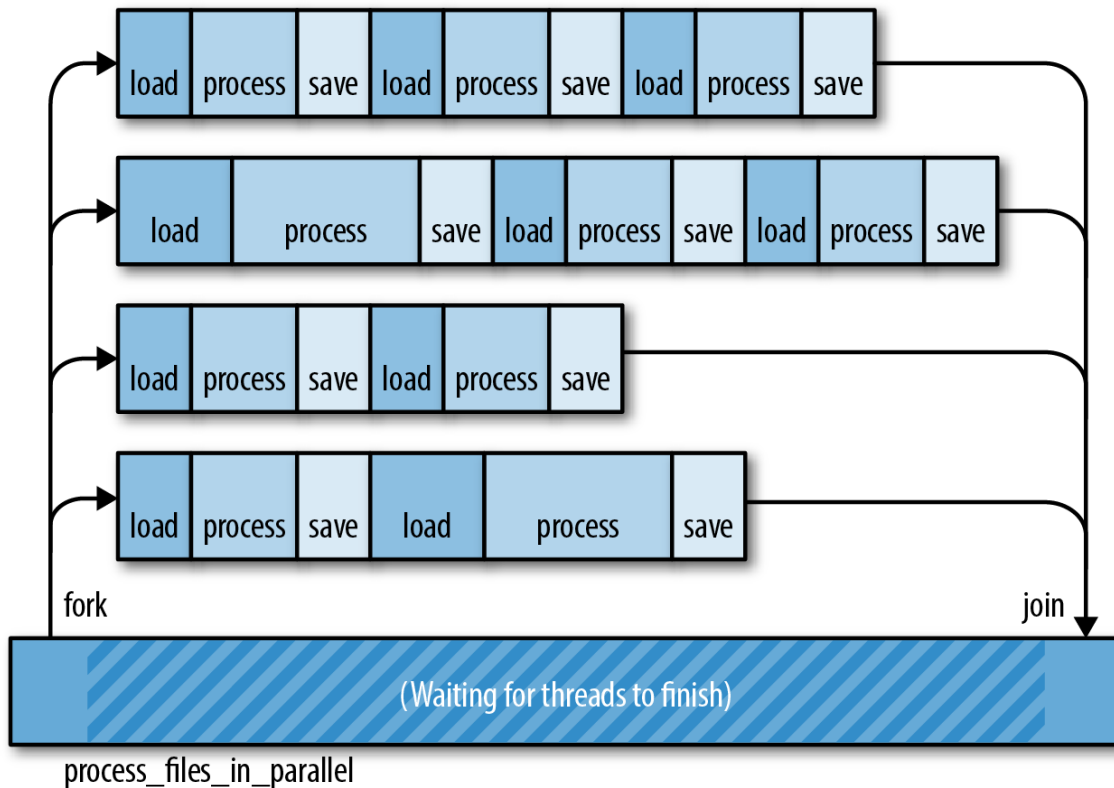 load process save load process save load process save
load process save load process save load process save
load process save load process save
load process save load process save
fork join
(Waiting for threads to finish)
process_files_in_parallel